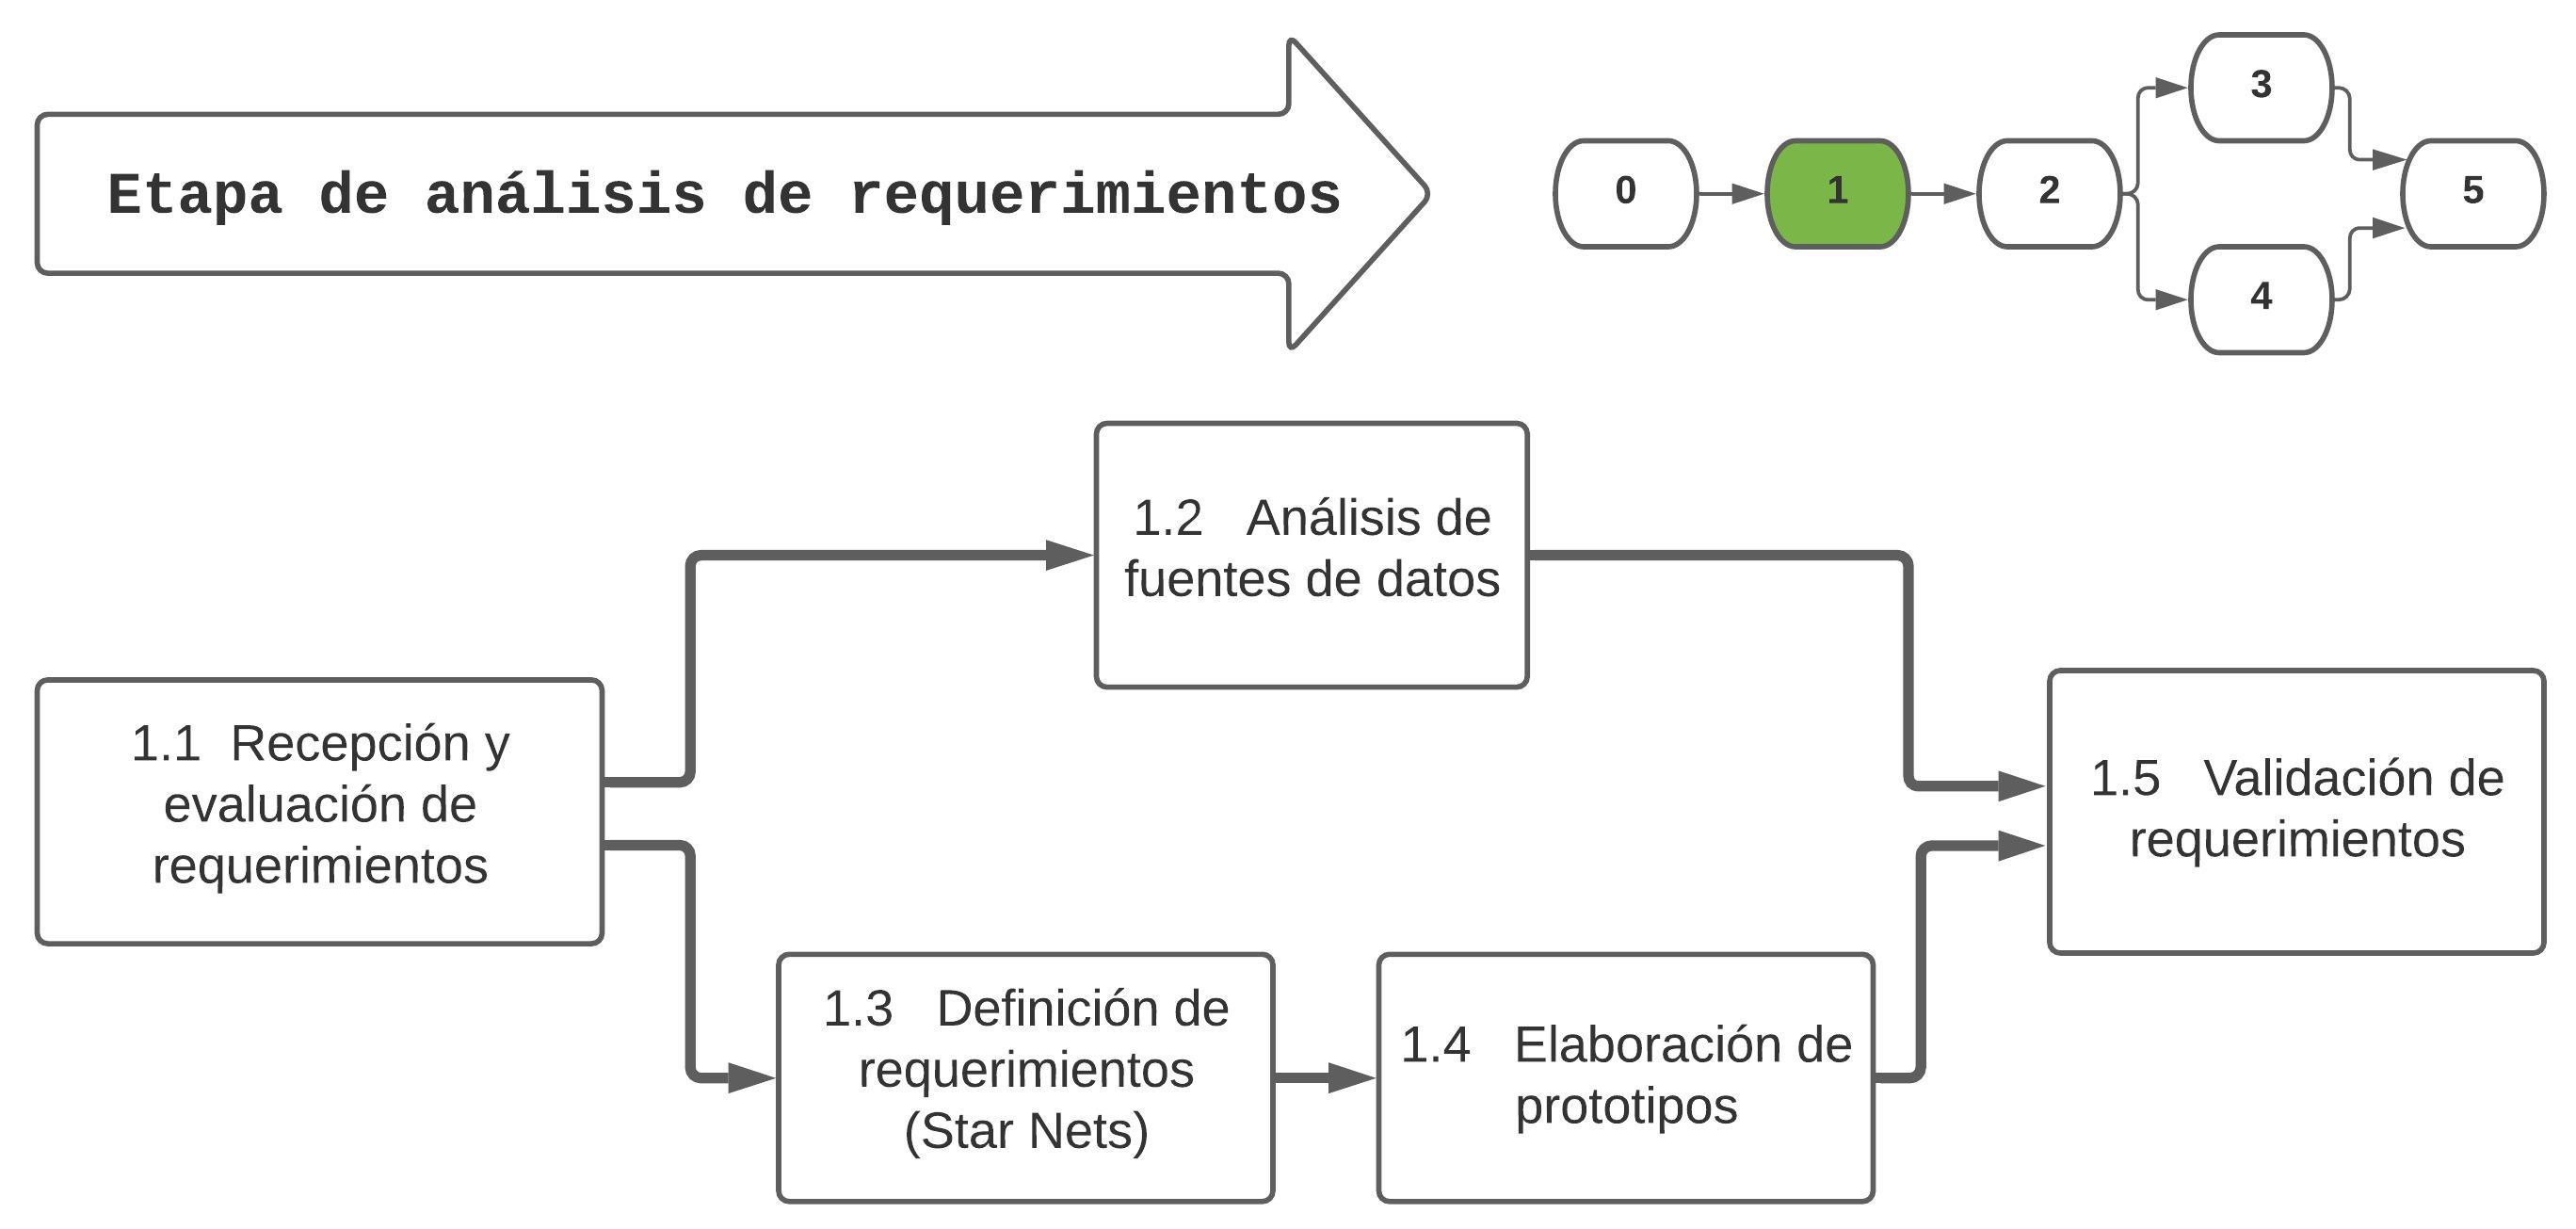 Etapa de análisis de requerimientos
0
1
2
3
4
5
1.1 Recepción y
evaluación de
requerimientos
1.2 Análisis de
fuentes de datos
1.3 Definición de
requerimientos
(Star Nets)
1.4 Elaboración de
prototipos
1.5 Validación de
requerimientos